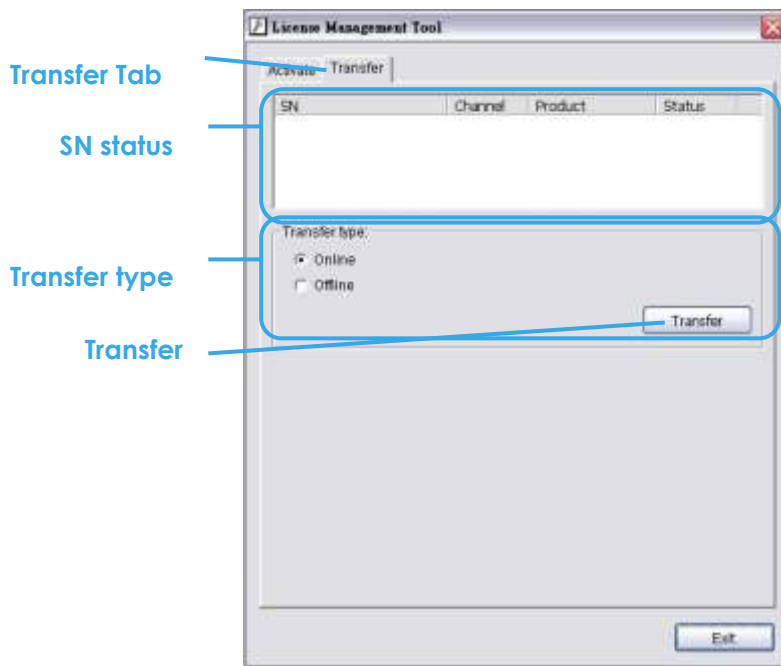 License Management Tool
Transfer Tab
Activate Transfer
SN status
SN Channel Product Status
Transfer type
Transfer type:
Online
Offline
Transfer
Transfer
Exit